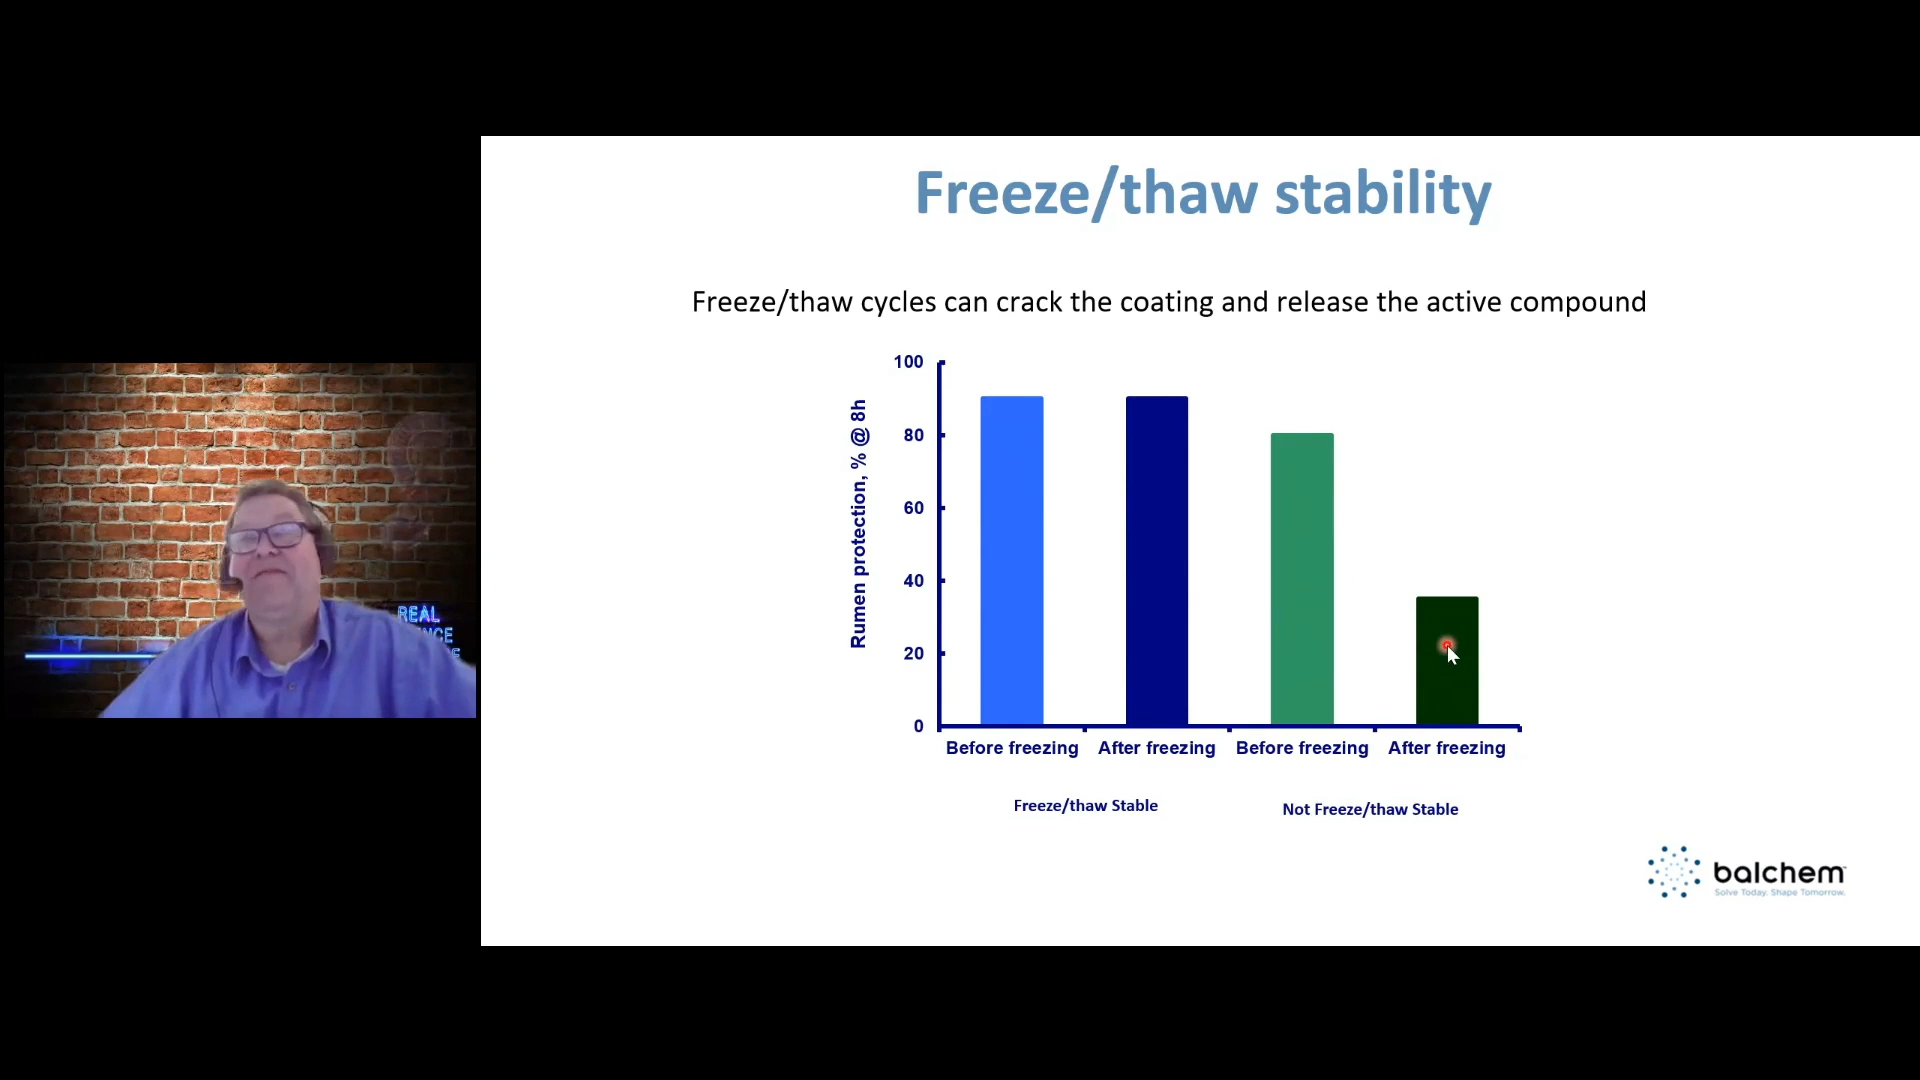 Freeze/thaw stability
Freeze/thaw cycles can crack the coating and release the active compound
Rumen protection, % @ 8h
100
80
60
40
20
0
Before freezing After freezing Before freezing After freezing
Freeze/thaw Stable Not Freeze/thaw Stable
balchem
Solve Today. Shape Tomorrow.
REAL